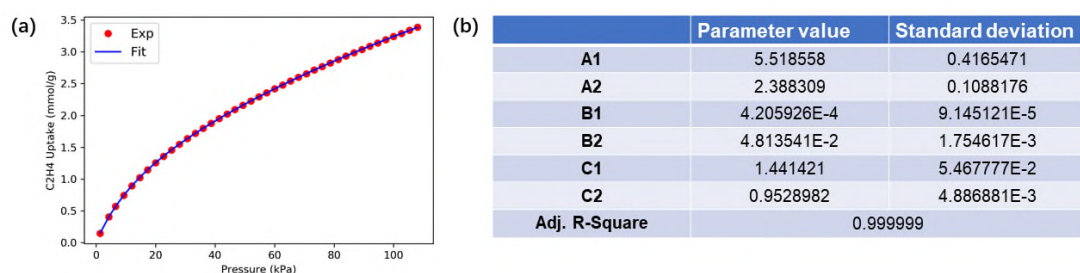 (a)
3.5
3.0
2.5
2.0
1.5
1.0
0.5
0.0
C2H4 Uptake (mmol/g)
Exp
Fit
0 20 40 60 80 100
Pressure (kPa)
(b)
Parameter value Standard deviation
A1 5.518558 0.4165471
A2 2.388309 0.1088176
B1 4.205926E-4 9.145121E-5
B2 4.813541E-2 1.754617E-3
C1 1.441421 5.467777E-2
C2 0.9528982 4.886881E-3
Adj. R-Square 0.999999